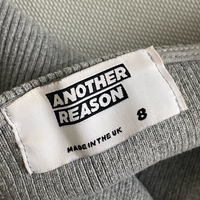 ANOTHER
REASON
8
MADE IN THE UK